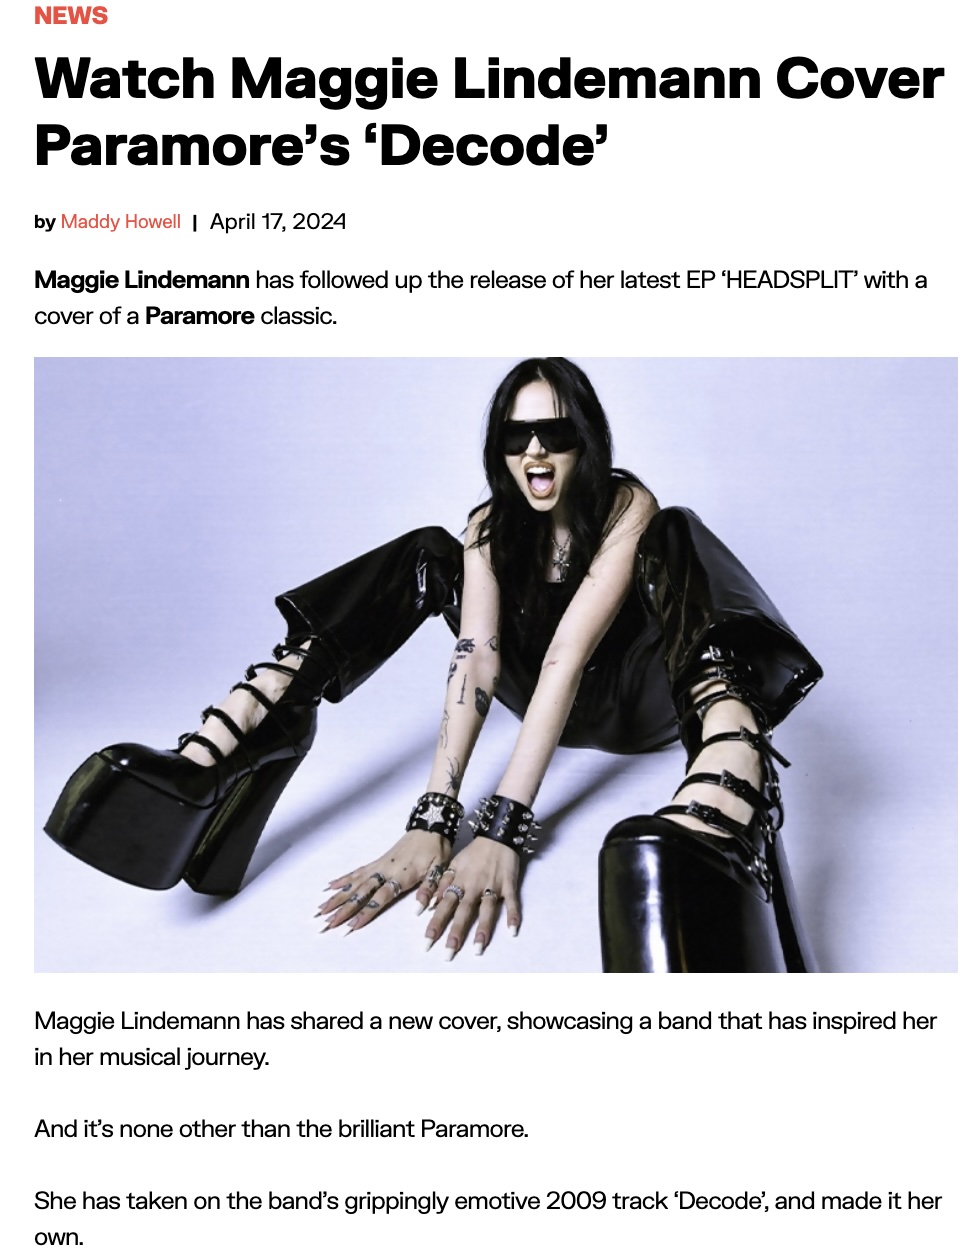 NEWS
Watch Maggie Lindemann Cover
Paramore’s ‘Decode’
by Maddy Howell | April 17, 2024
Maggie Lindemann has followed up the release of her latest EP ‘HEADSPLIT’ with a
cover of a Paramore classic.
Maggie Lindemann has shared a new cover, showcasing a band that has inspired her
in her musical journey.
And it’s none other than the brilliant Paramore.
She has taken on the band’s grippingly emotive 2009 track ‘Decode’, and made it her
own.